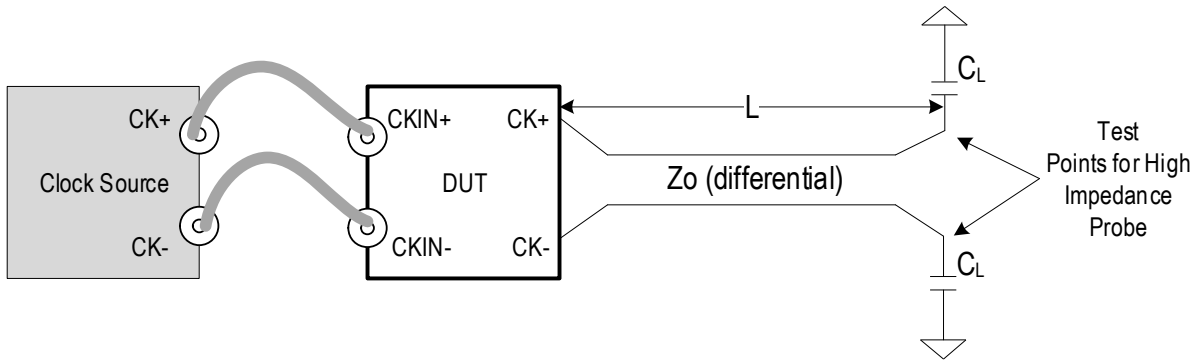 CL
CK+
CKIN+
CK+
L
Test
Points for High
Impedance
Probe
Clock Source
DUT
Zo (differential)
CK-
CKIN-
CK-
CL